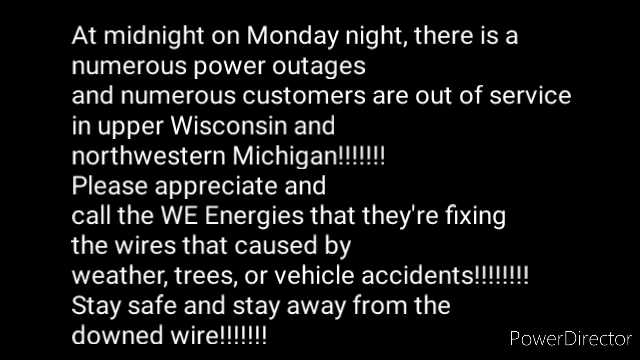 At midnight on Monday night, there is a
numerous power outages
and numerous customers are out of service
in upper Wisconsin and
northwestern Michigan!!!!!!!
Please appreciate and
call the WE Energies that they're fixing
the wires that caused by
weather, trees, or vehicle accidents!!!!!!!!
Stay safe and stay away from the
downed wire!!!!!!!
PowerDirector